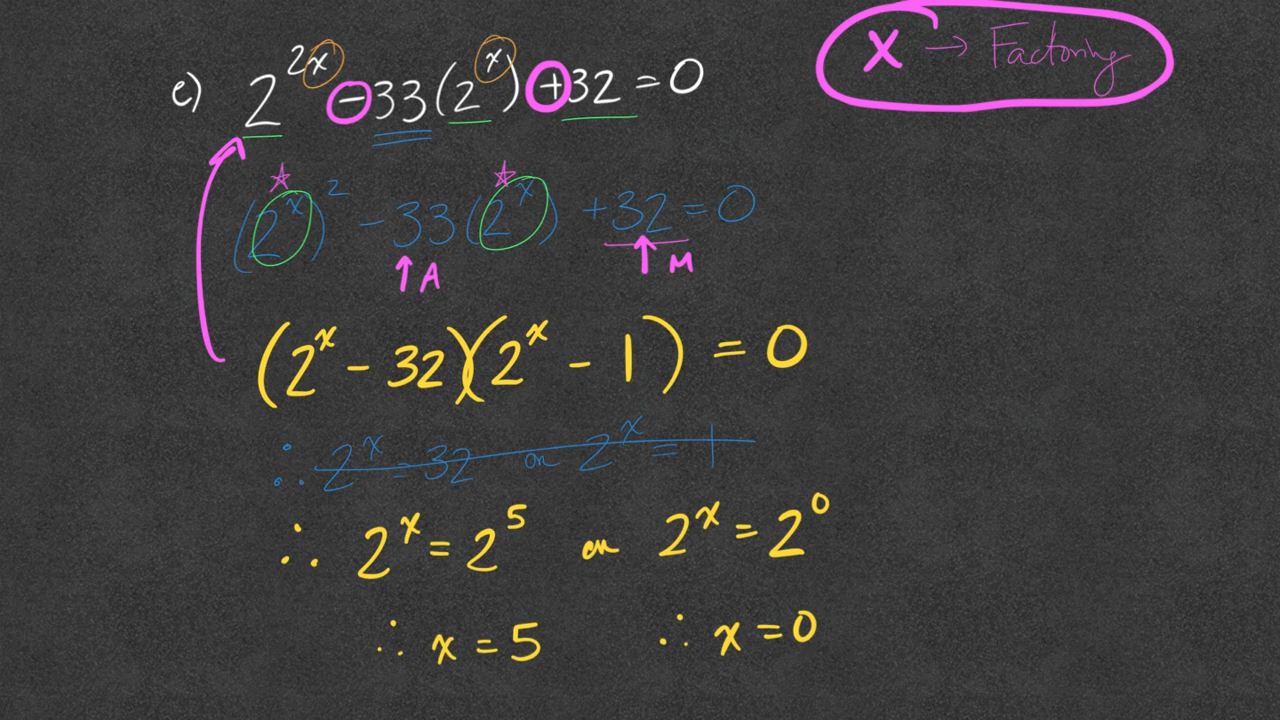 e) 2^{2x} - 33(2^x) + 32 = 0
x → Factoring
(2^x)^2 - 33(2^x) + 32 = 0
↑ A ↑ M
(2^x - 32)(2^x - 1) = 0
∴ 2^x = 32 or 2^x = 1
∴ 2^x = 2^5 or 2^x = 2^0
∴ x = 5 ∴ x = 0